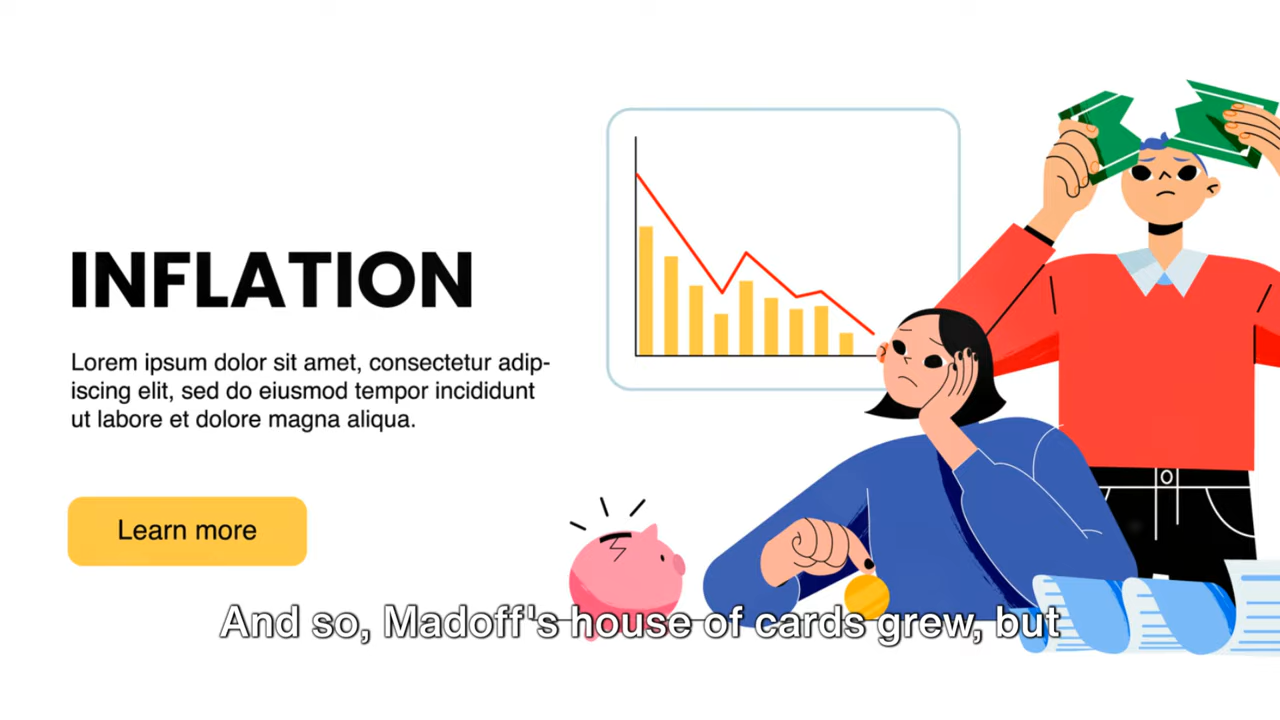 INFLATION
Lorem ipsum dolor sit amet, consectetur adip-
iscing elit, sed do eiusmod tempor incididunt
ut labore et dolore magna aliqua.
Learn more
And so, Madoff's house of cards grew, but